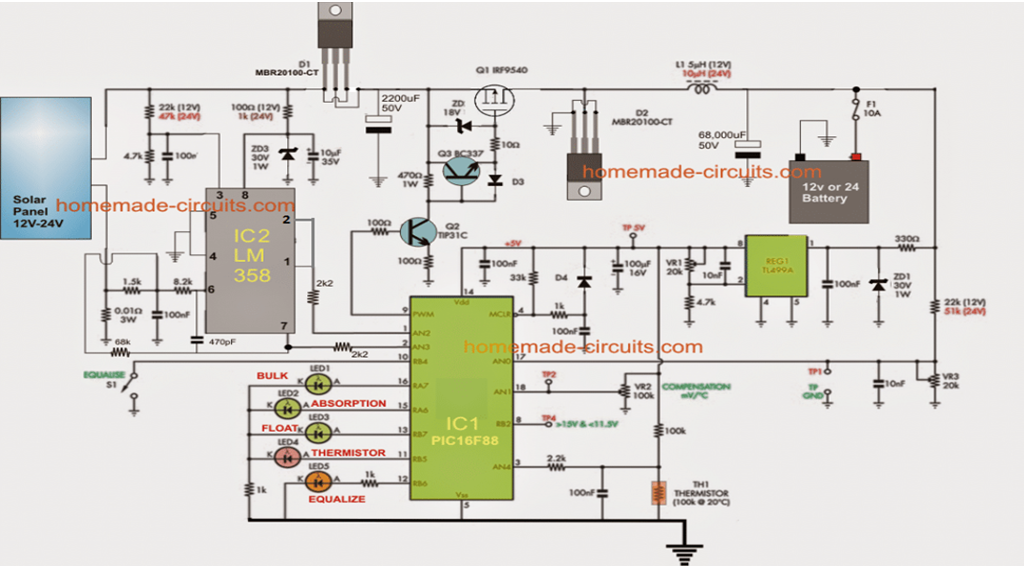 D1
MBR20100-CT
Q1 IRF9540
L1 5µH (12V)
10µH (24V)
22k (12V)
47k (24V)
100Ω (12V)
1k (24V)
2200uF
50V
ZD
18V
D2
MBR20100-CT
F1
10A
68,000uF
50V
10Ω
4.7k
100n
ZD3
30V
1W
10µF
35V
Q3 BC337
470Ω
1W
D3
homemade-circuits.com
12v or 24
Battery
Solar
Panel
12V-24V
homemade-circuits.com
3
8
5
2
4
1
6
7
IC2
LM
358
100Ω
Q2
TIP31C
100Ω
+5V
TP 5V
100nF
33k
D4
100µF
16V
VR1
20k
10nF
4.7k
8
1
2
4
5
REG1
TL499A
330Ω
100nF
ZD1
30V
1W
22k (12V)
51k (24V)
1.5k
8.2k
0.01Ω
3W
100nF
68k
470pF
2k2
2k2
14
Vdd
9
PWM
1
AN2
2
AN3
10
RB4
MCLR
4
1k
100nF
homemade-circuits.com
EQUALISE
S1
AN0
17
TP1
TP
GND
10nF
VR3
20k
BULK
LED1
K
A
16
RA7
LED2
K
A
ABSORPTION
15
RA6
LED3
FLOAT
K
A
13
RB7
LED4
K
A
THERMISTOR
11
RB5
LED5
K
A
1k
12
RB6
EQUALIZE
1k
IC1
PIC16F88
AN1
18
TP2
VR2
100k
COMPENSATION
mV/°C
RB2
8
TP4
>15V & <11.5V
100k
AN4
3
2.2k
100nF
TH1
THERMISTOR
(100k @ 20°C)
Vss
5